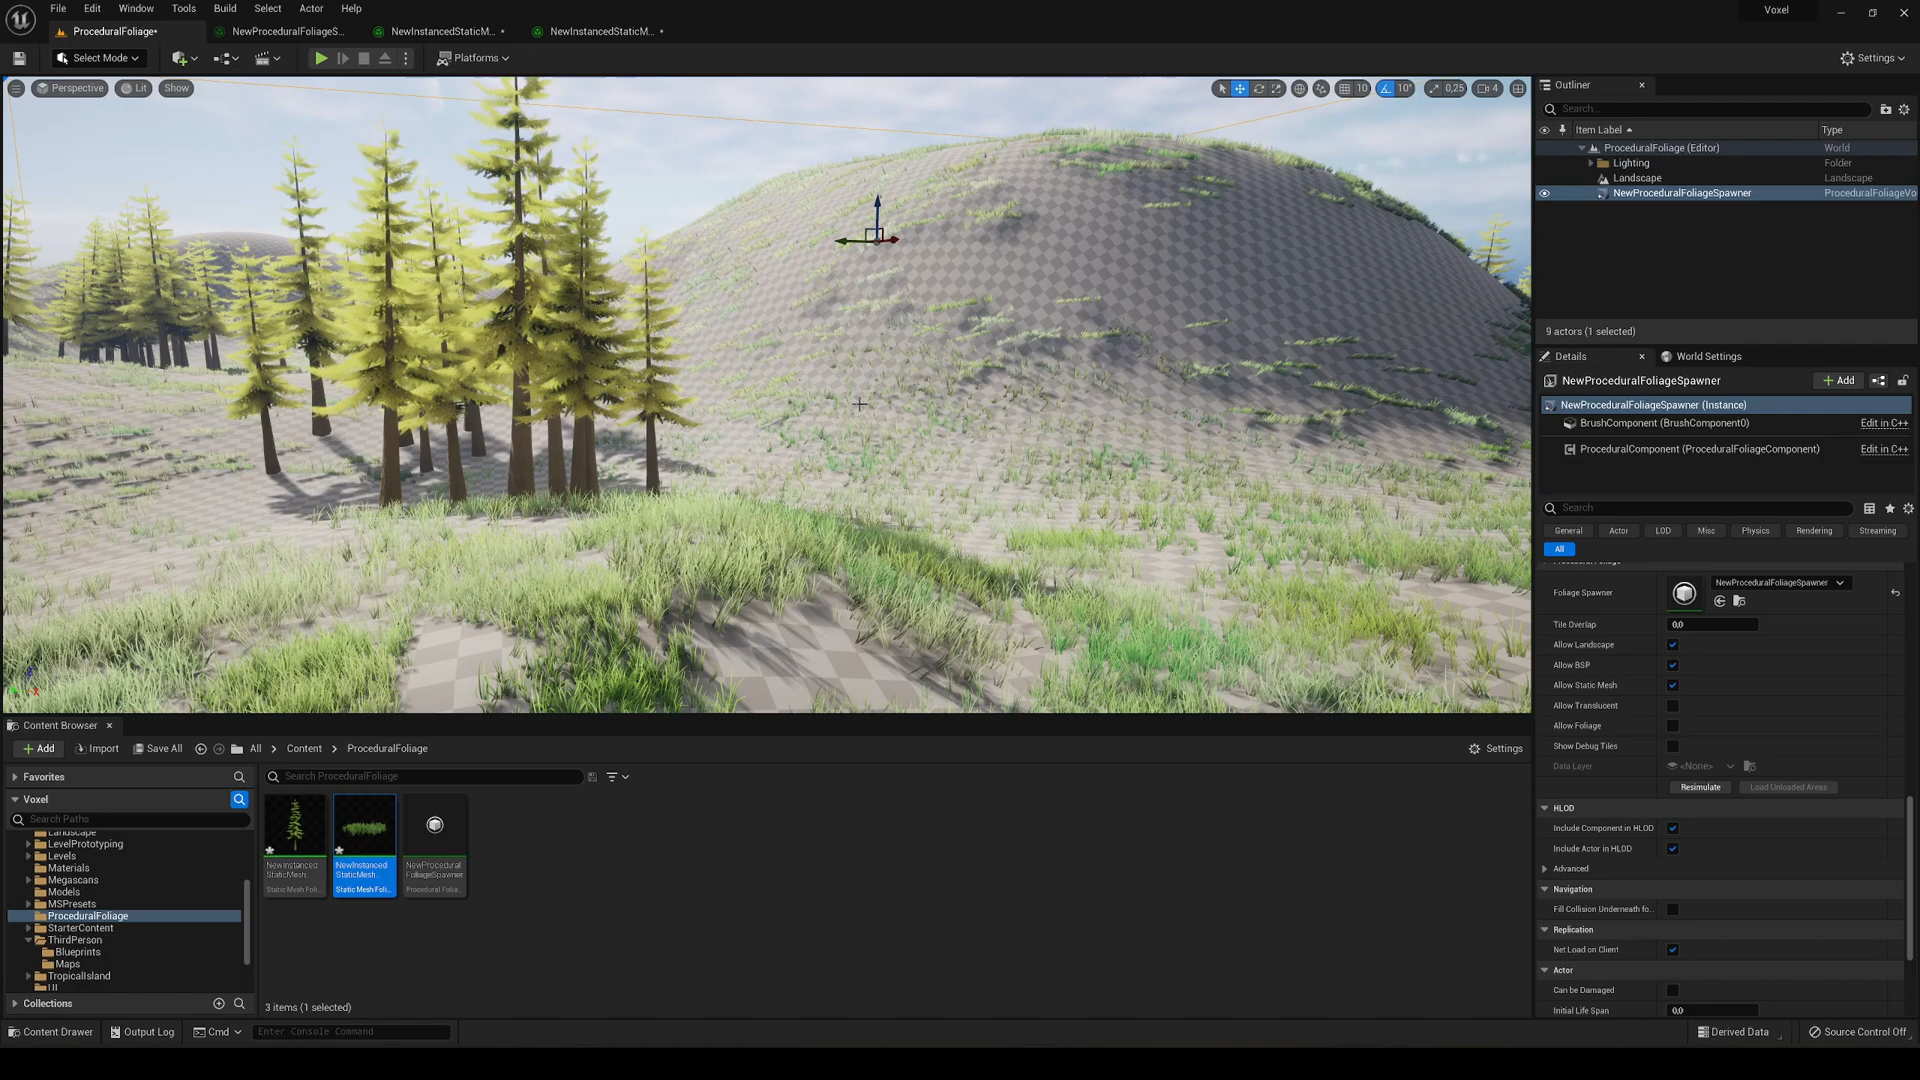 File Edit Window Tools Build Select Actor Help
Voxel
ProceduralFoliage*
NewProceduralFoliageS...
NewInstancedStaticM... *
NewInstancedStaticM... *
Select Mode
Platforms
Settings
Perspective
Lit
Show
10
10°
0,25
4
Outliner
Search...
Item Label
Type
ProceduralFoliage (Editor)
World
Lighting
Folder
Landscape
Landscape
NewProceduralFoliageSpawner
ProceduralFoliageVo
9 actors (1 selected)
Details
World Settings
NewProceduralFoliageSpawner
Add
NewProceduralFoliageSpawner (Instance)
BrushComponent (BrushComponent0)
Edit in C++
ProceduralComponent (ProceduralFoliageComponent)
Edit in C++
Search
General
Actor
LOD
Misc
Physics
Rendering
Streaming
All
Foliage Spawner
NewProceduralFoliageSpawner
Tile Overlap
0,0
Allow Landscape
Allow BSP
Allow Static Mesh
Allow Translucent
Allow Foliage
Show Debug Tiles
Data Layer
<None>
Resimulate
Load Unloaded Areas
HLOD
Include Component in HLOD
Include Actor in HLOD
Advanced
Navigation
Fill Collision Underneath fo...
Replication
Net Load on Client
Actor
Can be Damaged
Initial Life Span
0,0
Content Browser
Add
Import
Save All
All
Content
ProceduralFoliage
Settings
Favorites
Voxel
Search Paths
Landscape
LevelPrototyping
Levels
Materials
Megascans
Models
MSPresets
ProceduralFoliage
StarterContent
ThirdPerson
Blueprints
Maps
TropicalIsland
UI
Collections
Search ProceduralFoliage
NewInstanced
StaticMesh...
Static Mesh Foli...
NewInstanced
StaticMesh...
Static Mesh Foli...
NewProcedural
FoliageSpawner
Procedural Folia...
3 items (1 selected)
Content Drawer
Output Log
Cmd
Enter Console Command
Derived Data
Source Control Off